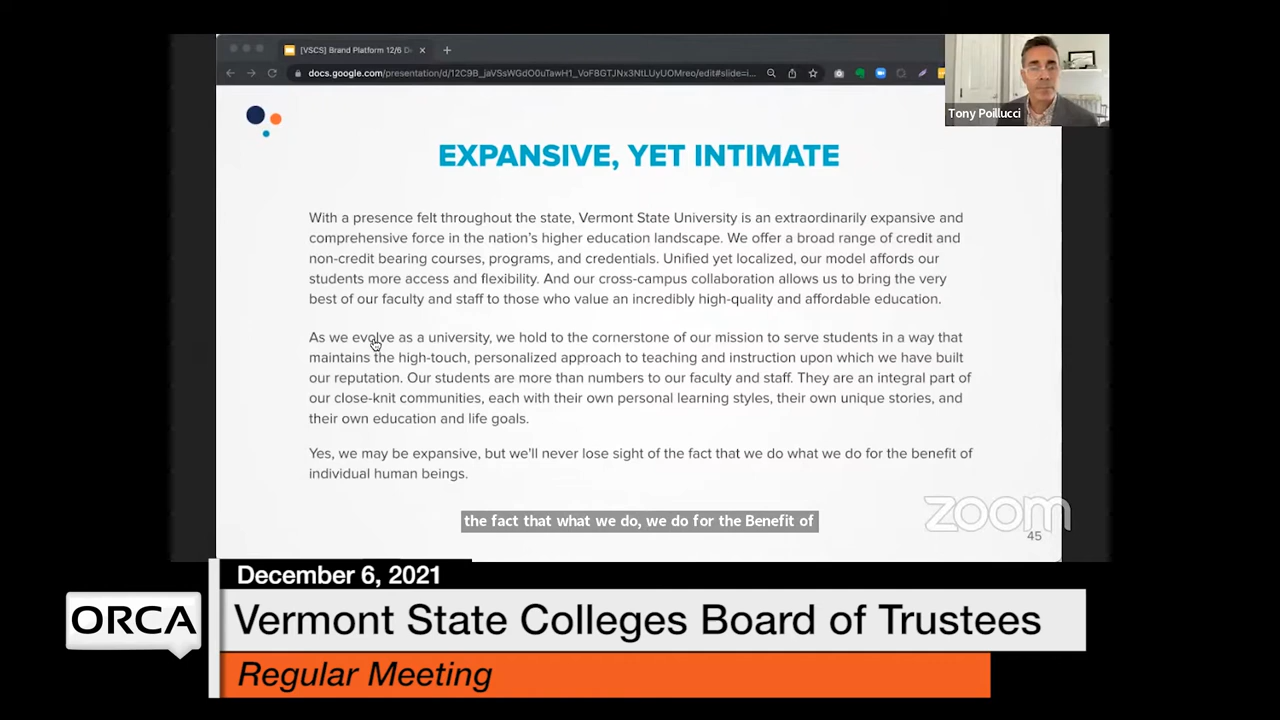 [VSCS] Brand Platform 12/6 D
docs.google.com/presentation/d/12C9B_jaVSsWGdO0uTawH1_VoF8GTJNx3NtLUyUOMreo/edit#slide=i...
Tony Poillucci
EXPANSIVE, YET INTIMATE
With a presence felt throughout the state, Vermont State University is an extraordinarily expansive and
comprehensive force in the nation's higher education landscape. We offer a broad range of credit and
non-credit bearing courses, programs, and credentials. Unified yet localized, our model affords our
students more access and flexibility. And our cross-campus collaboration allows us to bring the very
best of our faculty and staff to those who value an incredibly high-quality and affordable education.
As we evolve as a university, we hold to the cornerstone of our mission to serve students in a way that
maintains the high-touch, personalized approach to teaching and instruction upon which we have built
our reputation. Our students are more than numbers to our faculty and staff. They are an integral part of
our close-knit communities, each with their own personal learning styles, their own unique stories, and
their own education and life goals.
Yes, we may be expansive, but we'll never lose sight of the fact that we do what we do for the benefit of
individual human beings.
the fact that what we do, we do for the Benefit of
zoom
45
December 6, 2021
ORCA
Vermont State Colleges Board of Trustees
Regular Meeting